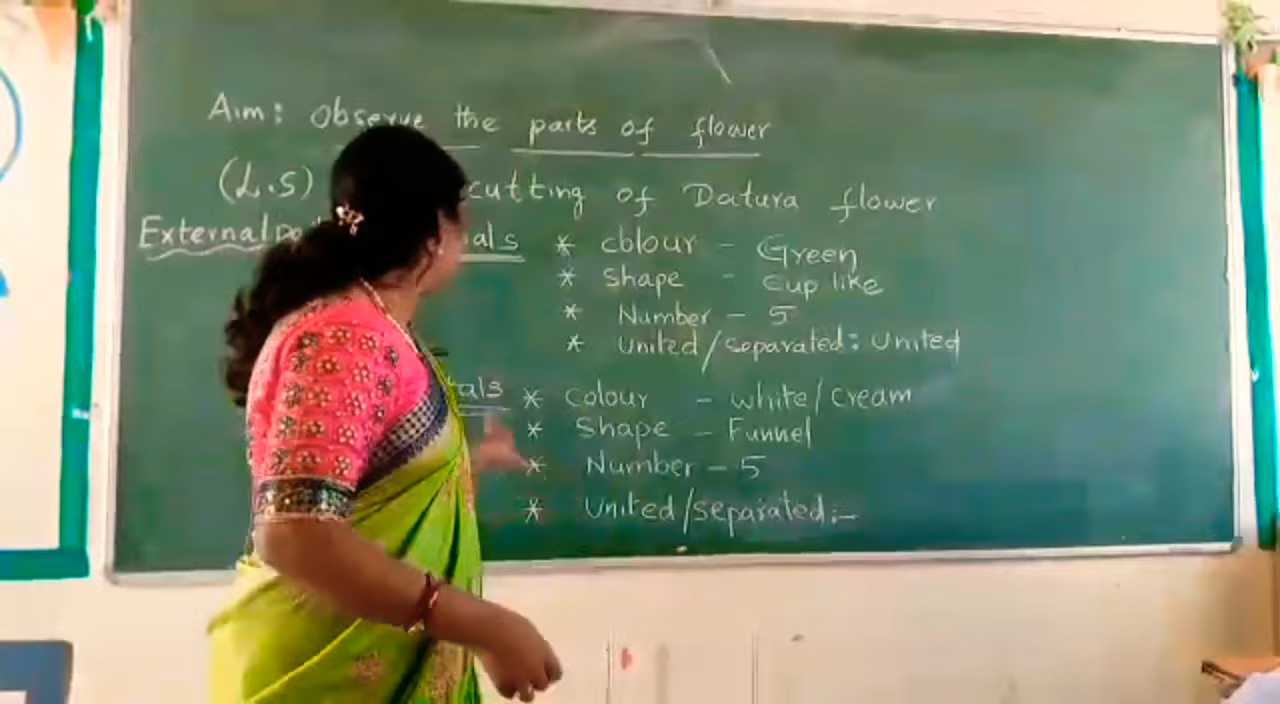 Aim: Observe the parts of flower
(L.S) cutting of Datura flower
External
* colour - Green
* Shape - Cup like
* Number - 5
* United/separated: United
* Colour - white/cream
* Shape - Funnel
* Number - 5
* United/separated:-